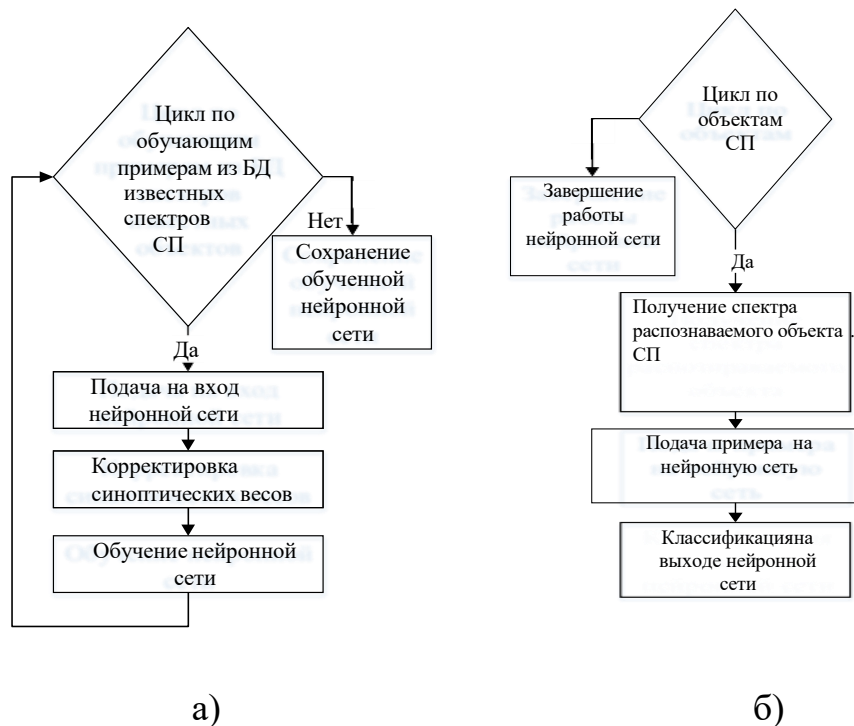 Цикл по
обучающим
примерам из БД
известных
спектров
СП
Нет
Сохранение
обученной
нейронной
сети
Да
Подача на вход
нейронной сети
Корректировка
синоптических весов
Обучение нейронной
сети
а)
Цикл по
объектам
СП
Завершение
работы
нейронной сети
Да
Получение спектра
распознаваемого объекта .
СП
Подача примера на
нейронную сеть
Классификацияна
выходе нейронной
сети
б)